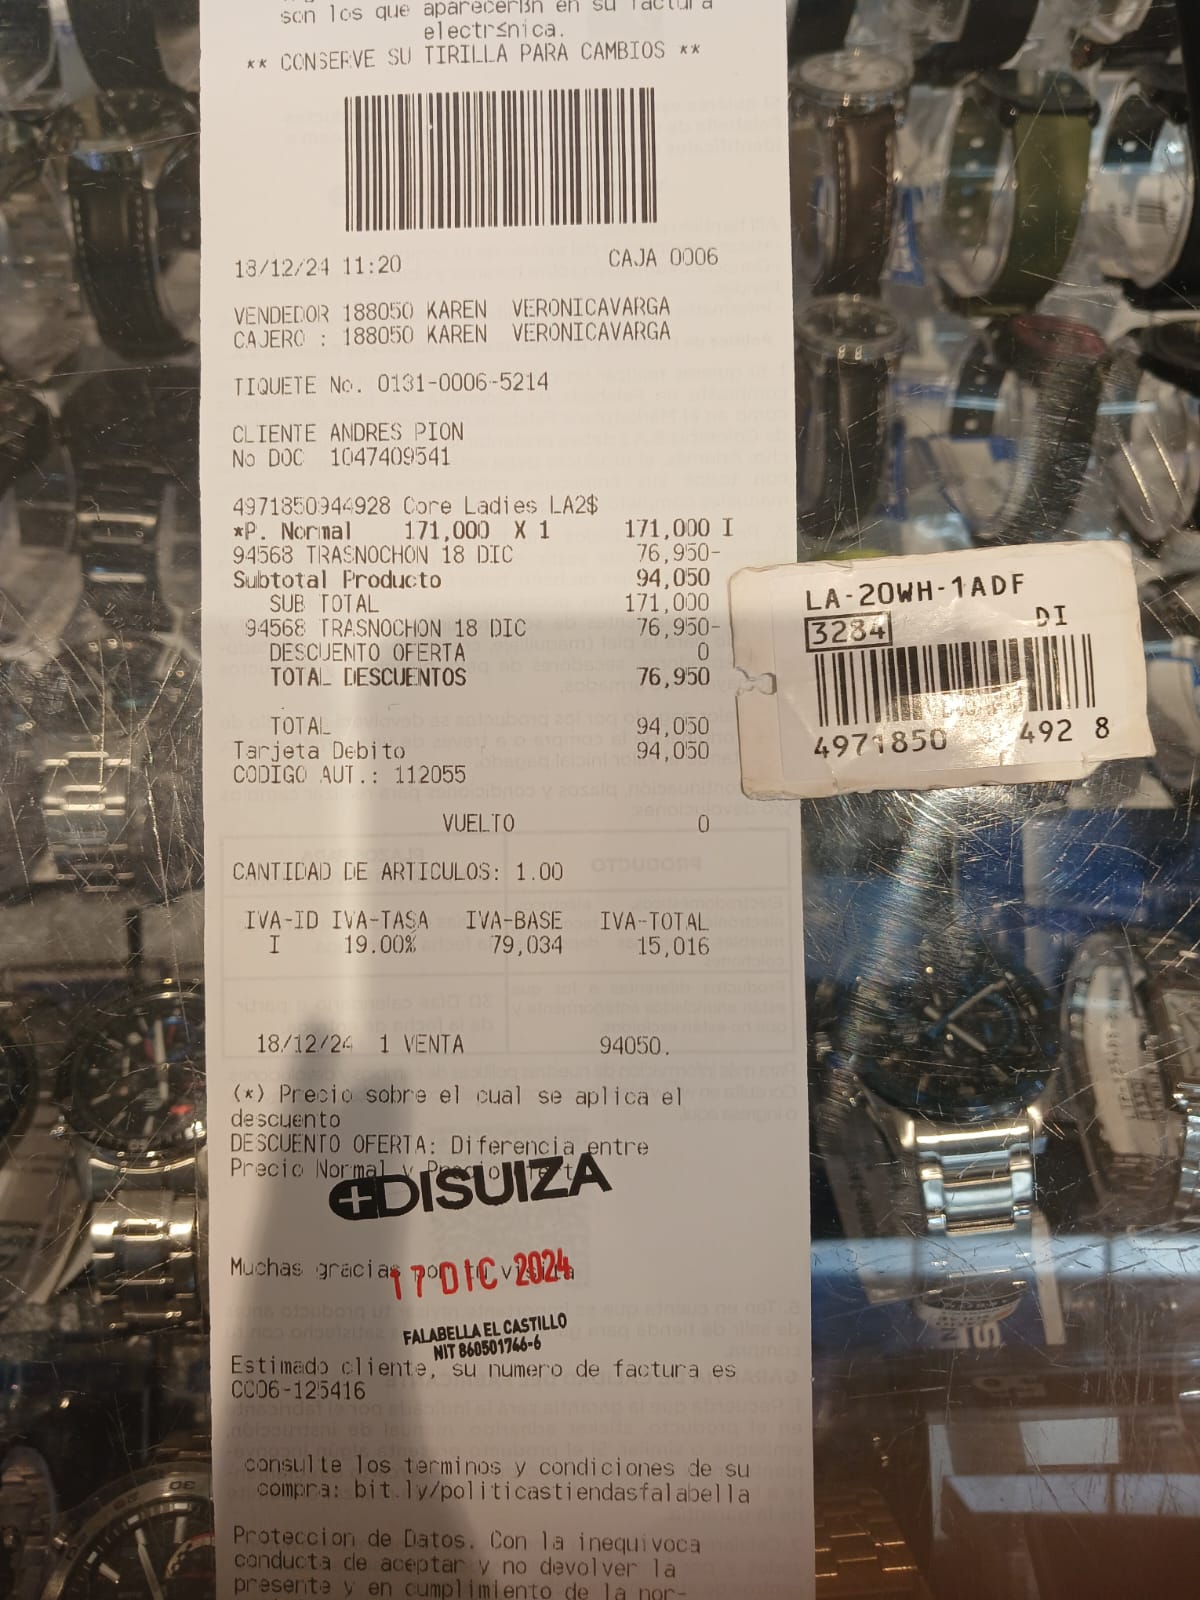 son los que aparecerßn en su factura
electr≤nica.
** CONSERVE SU TIRILLA PARA CAMBIOS **
18/12/24 11:20 CAJA 0006
VENDEDOR 188050 KAREN VERONICAVARGA
CAJERO : 188050 KAREN VERONICAVARGA
TIQUETE No. 0131-0006-5214
CLIENTE ANDRES PION
No DOC 1047409541
4971850944928 Core Ladies LA2$
*P. Normal 171,000 X 1 171,000 I
94568 TRASNOCHON 18 DIC 76,950-
Subtotal Producto 94,050
SUB TOTAL 171,000
94568 TRASNOCHON 18 DIC 76,950-
DESCUENTO OFERTA 0
TOTAL DESCUENTOS 76,950
TOTAL 94,050
Tarjeta Debito 94,050
CODIGO AUT.: 112055
VUELTO 0
CANTIDAD DE ARTICULOS: 1.00
IVA-ID IVA-TASA IVA-BASE IVA-TOTAL
I 19.00% 79,034 15,016
18/12/24 1 VENTA 94050.
(*) Precio sobre el cual se aplica el
descuento
DESCUENTO OFERTA: Diferencia entre
Precio Normal y
DISUIZA
Muchas gracias por tu visita
17 DIC 2024
FALABELLA EL CASTILLO
NIT 860501746-6
Estimado cliente, su numero de factura es
CC06-125416
consulte los terminos y condiciones de su
compra: bit.ly/politicastiendasfalabella
Proteccion de Datos. Con la inequivoca
conducta de aceptar y no devolver la
presente y en cumplimiento de la nor-
LA-20WH-1ADF
3284 DI
4971850 492 8